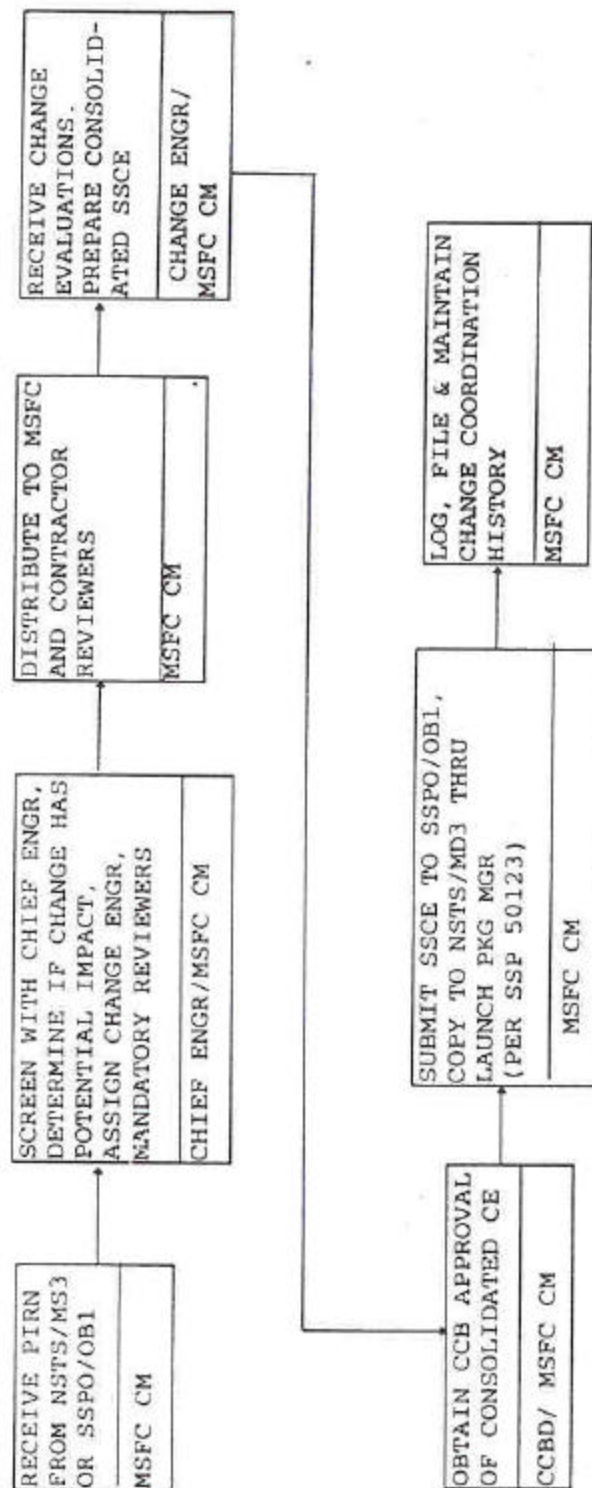 RECEIVE PIRN
FROM NSTS/MS3
OR SSPO/OB1
MSFC CM
SCREEN WITH CHIEF ENGR,
DETERMINE IF CHANGE HAS
POTENTIAL IMPACT,
ASSIGN CHANGE ENGR,
MANDATORY REVIEWERS
CHIEF ENGR/MSFC CM
DISTRIBUTE TO MSFC
AND CONTRACTOR
REVIEWERS
MSFC CM
RECEIVE CHANGE
EVALUATIONS.
PREPARE CONSOLID-
ATED SSCE
CHANGE ENGR/
MSFC CM
OBTAIN CCB APPROVAL
OF CONSOLIDATED CE
CCBD/ MSFC CM
SUBMIT SSCE TO SSPO/OB1,
COPY TO NSTS/MD3 THRU
LAUNCH PKG MGR
(PER SSP 50123)
MSFC CM
LOG, FILE & MAINTAIN
CHANGE COORDINATION
HISTORY
MSFC CM